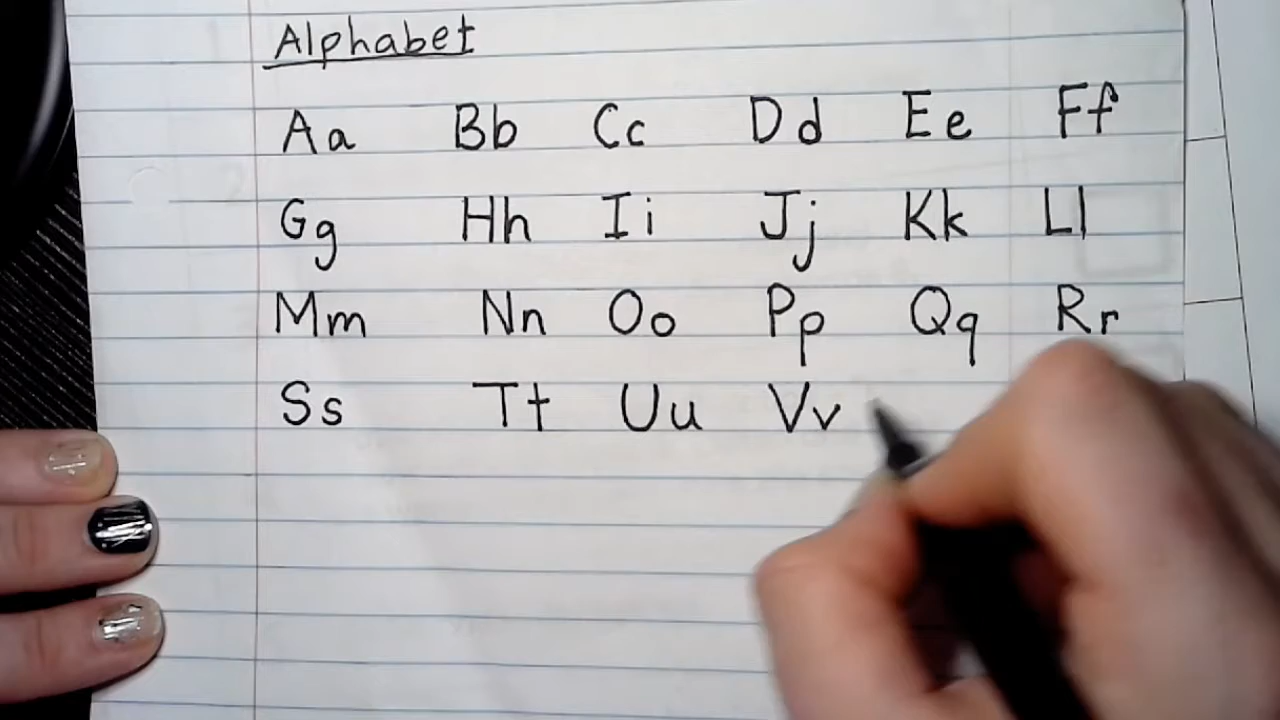 Alphabet
Aa Bb Cc Dd Ee Ff
Gg Hh Ii Jj Kk Ll
Mm Nn Oo Pp Qq Rr
Ss Tt Uu Vv